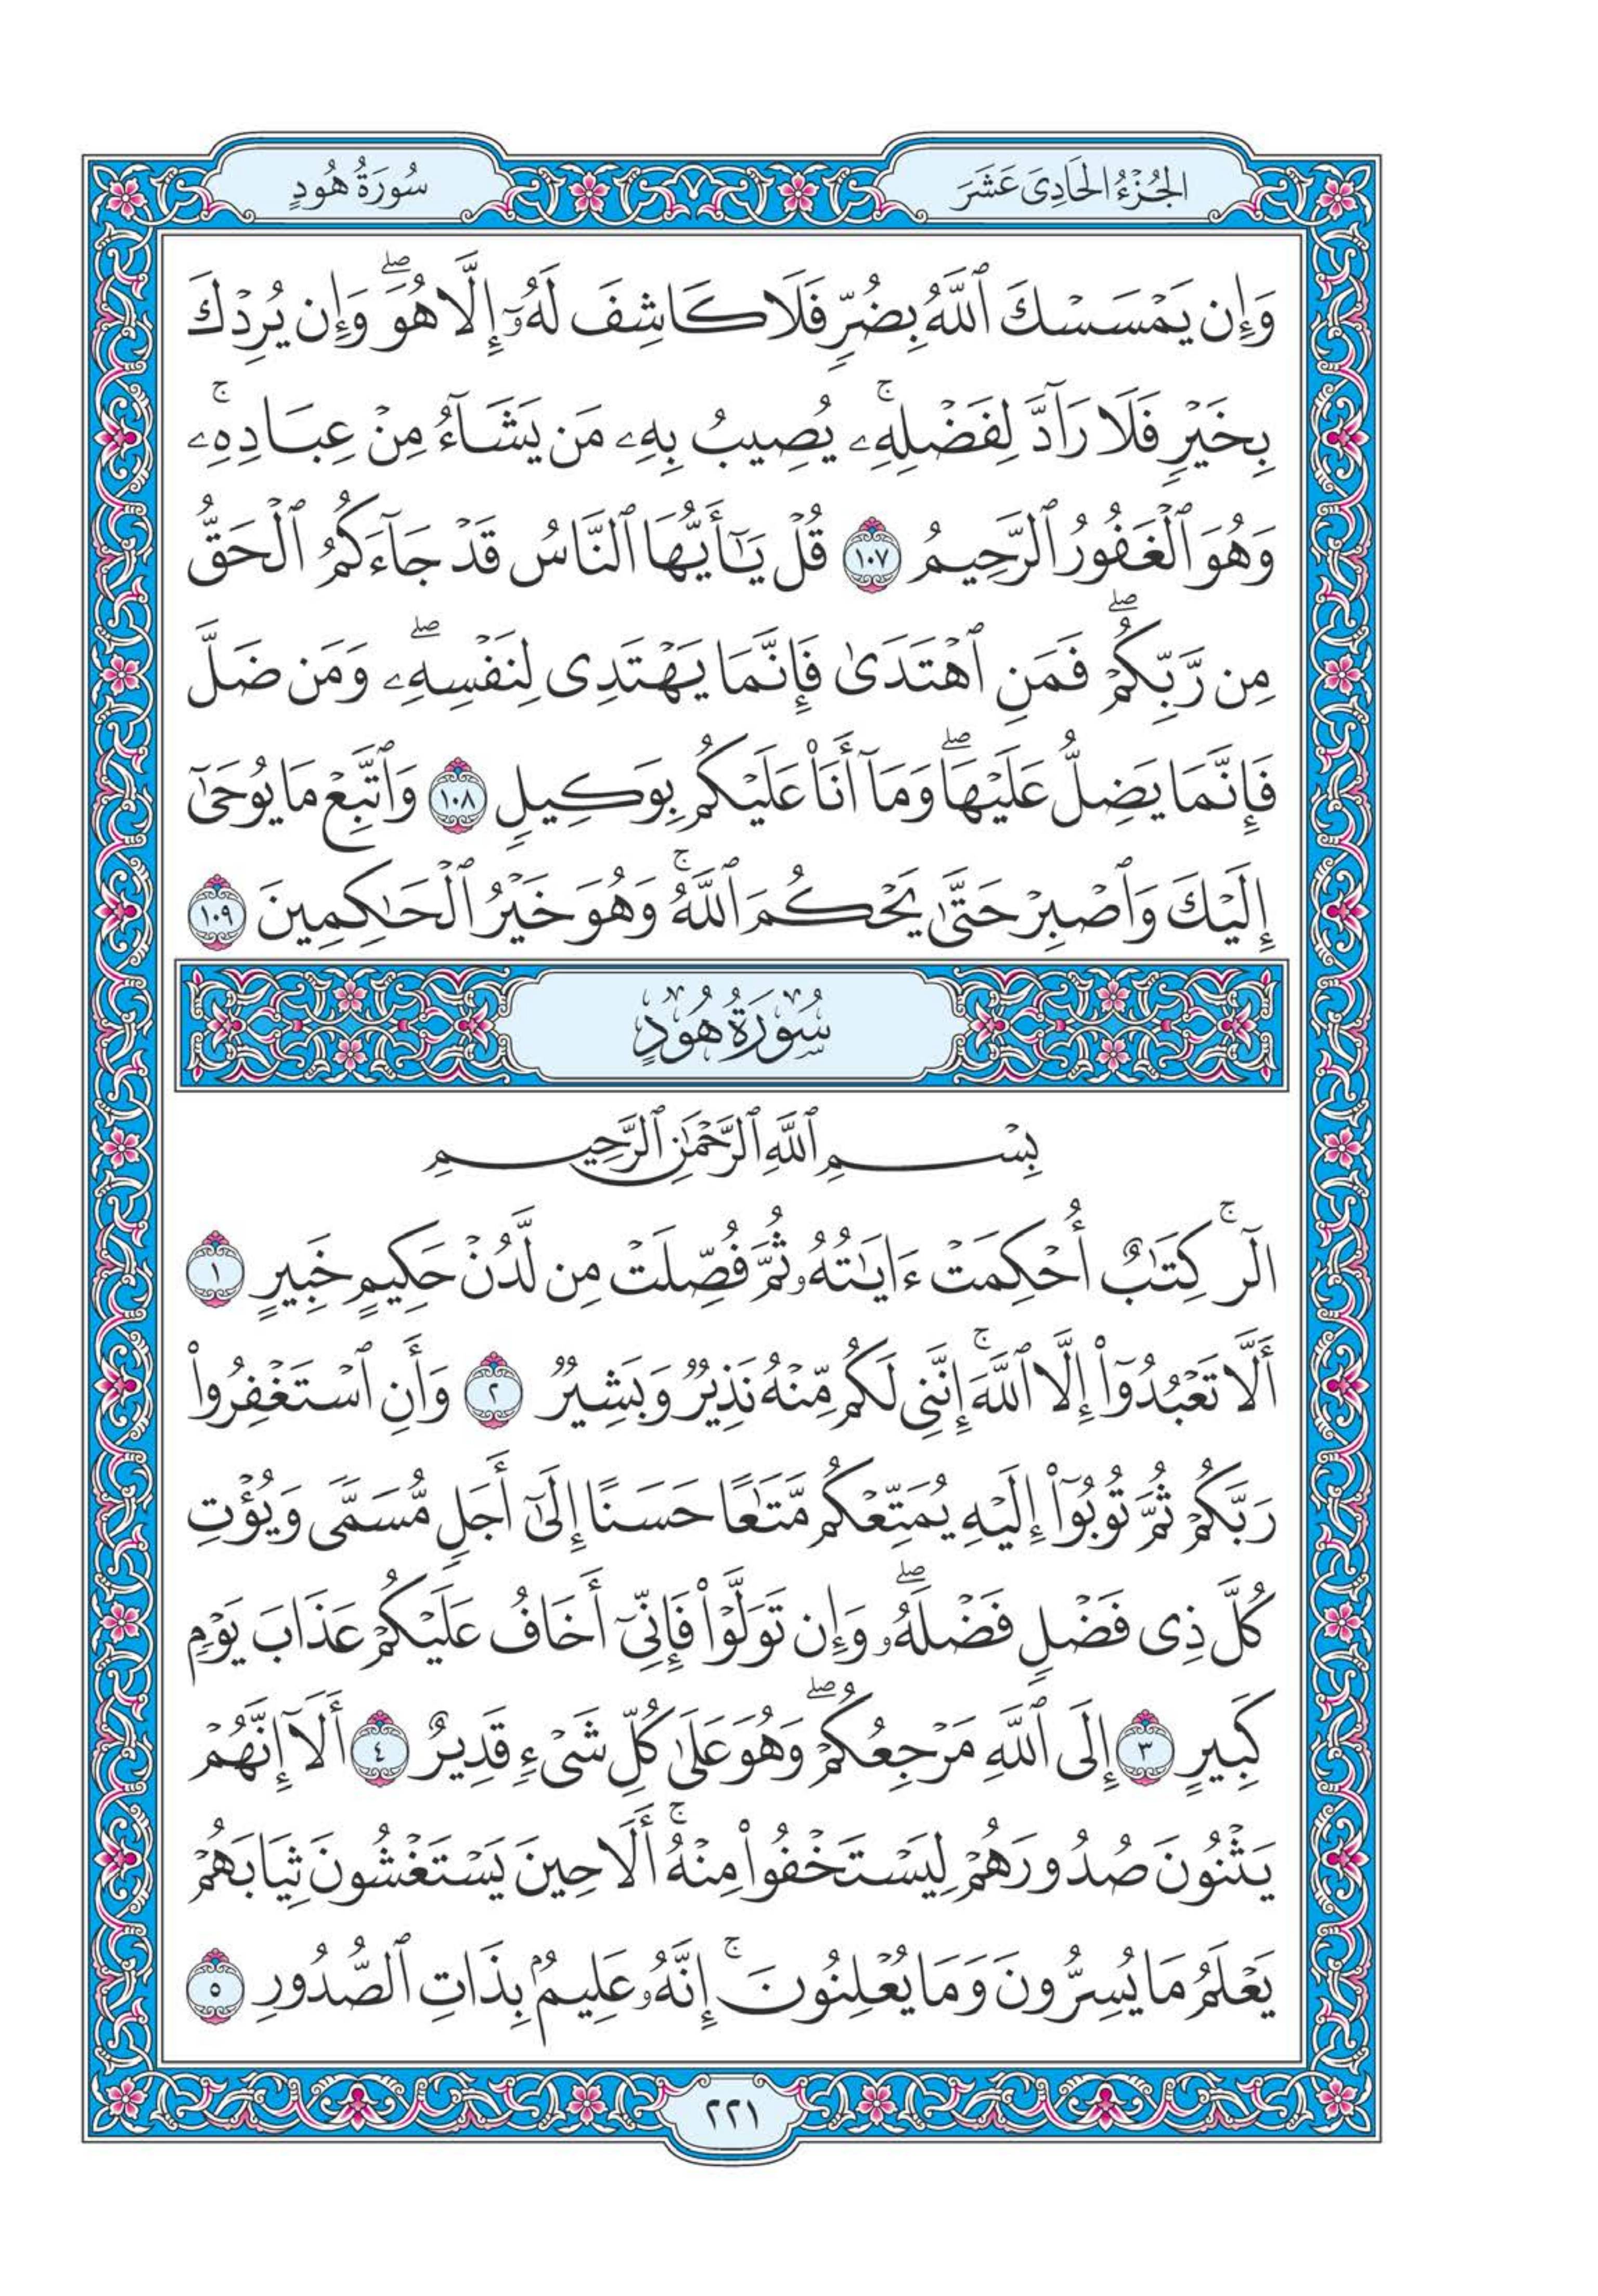 الجُزْءُ الحَادِىَ عَشَرَ
سُورَةُ هُودٍ
وَإِن يَمۡسَسۡكَ ٱللَّهُ بِضُرّٖ فَلَا كَاشِفَ لَهُۥٓ إِلَّا هُوَۖ وَإِن يُرِدۡكَ
بِخَيۡرٖ فَلَا رَآدَّ لِفَضۡلِهِۦۚ يُصِيبُ بِهِۦ مَن يَشَآءُ مِنۡ عِبَادِهِۦۚ
وَهُوَ ٱلۡغَفُورُ ٱلرَّحِيمُ ١٠٧ قُلۡ يَٰٓأَيُّهَا ٱلنَّاسُ قَدۡ جَآءَكُمُ ٱلۡحَقُّ
مِن رَّبِّكُمۡۖ فَمَنِ ٱهۡتَدَىٰ فَإِنَّمَا يَهۡتَدِى لِنَفۡسِهِۦۖ وَمَن ضَلَّ
فَإِنَّمَا يَضِلُّ عَلَيۡهَاۖ وَمَآ أَنَا۠ عَلَيۡكُم بِوَكِيلٖ ١٠٨ وَٱتَّبِعۡ مَا يُوحَىٰٓ
إِلَيۡكَ وَٱصۡبِرۡ حَتَّىٰ يَحۡكُمَ ٱللَّهُۚ وَهُوَ خَيۡرُ ٱلۡحَٰكِمِينَ ١٠٩
سُورَةُ هُودٍ
بِسۡمِ ٱللَّهِ ٱلرَّحۡمَٰنِ ٱلرَّحِيمِ
الٓرۚ كِتَٰبٌ أُحۡكِمَتۡ ءَايَٰتُهُۥ ثُمَّ فُصِّلَتۡ مِن لَّدُنۡ حَكِيمٍ خَبِيرٍ ١
أَلَّا تَعۡبُدُوٓاْ إِلَّا ٱللَّهَۚ إِنَّنِى لَكُم مِّنۡهُ نَذِيرٞ وَبَشِيرٞ ٢ وَأَنِ ٱسۡتَغۡفِرُواْ
رَبَّكُمۡ ثُمَّ تُوبُوٓاْ إِلَيۡهِ يُمَتِّعۡكُم مَّتَٰعًا حَسَنًا إِلَىٰٓ أَجَلٖ مُّسَمّٗى وَيُؤۡتِ
كُلَّ ذِى فَضۡلٖ فَضۡلَهُۥۖ وَإِن تَوَلَّوۡاْ فَإِنِّىٓ أَخَافُ عَلَيۡكُمۡ عَذَابَ يَوۡمٖ
كَبِيرٍ ٣ إِلَى ٱللَّهِ مَرۡجِعُكُمۡۖ وَهُوَ عَلَىٰ كُلِّ شَىۡءٖ قَدِيرٌ ٤ أَلَآ إِنَّهُمۡ
يَثۡنُونَ صُدُورَهُمۡ لِيَسۡتَخۡفُواْ مِنۡهُۚ أَلَا حِينَ يَسۡتَغۡشُونَ ثِيَابَهُمۡ
يَعۡلَمُ مَا يُسِرُّونَ وَمَا يُعۡلِنُونَۚ إِنَّهُۥ عَلِيمُۢ بِذَاتِ ٱلصُّدُورِ ٥
٢٢١